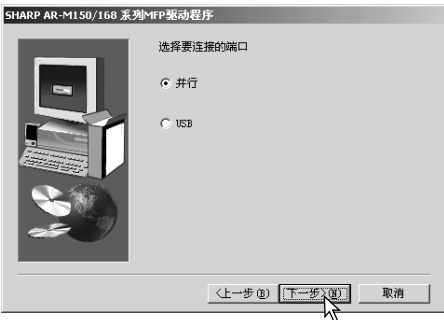 SHARP AR-M150/168 系列MFP驱动程序
选择要连接的端口
并行
USB
<上一步(B) 下一步>(N) 取消